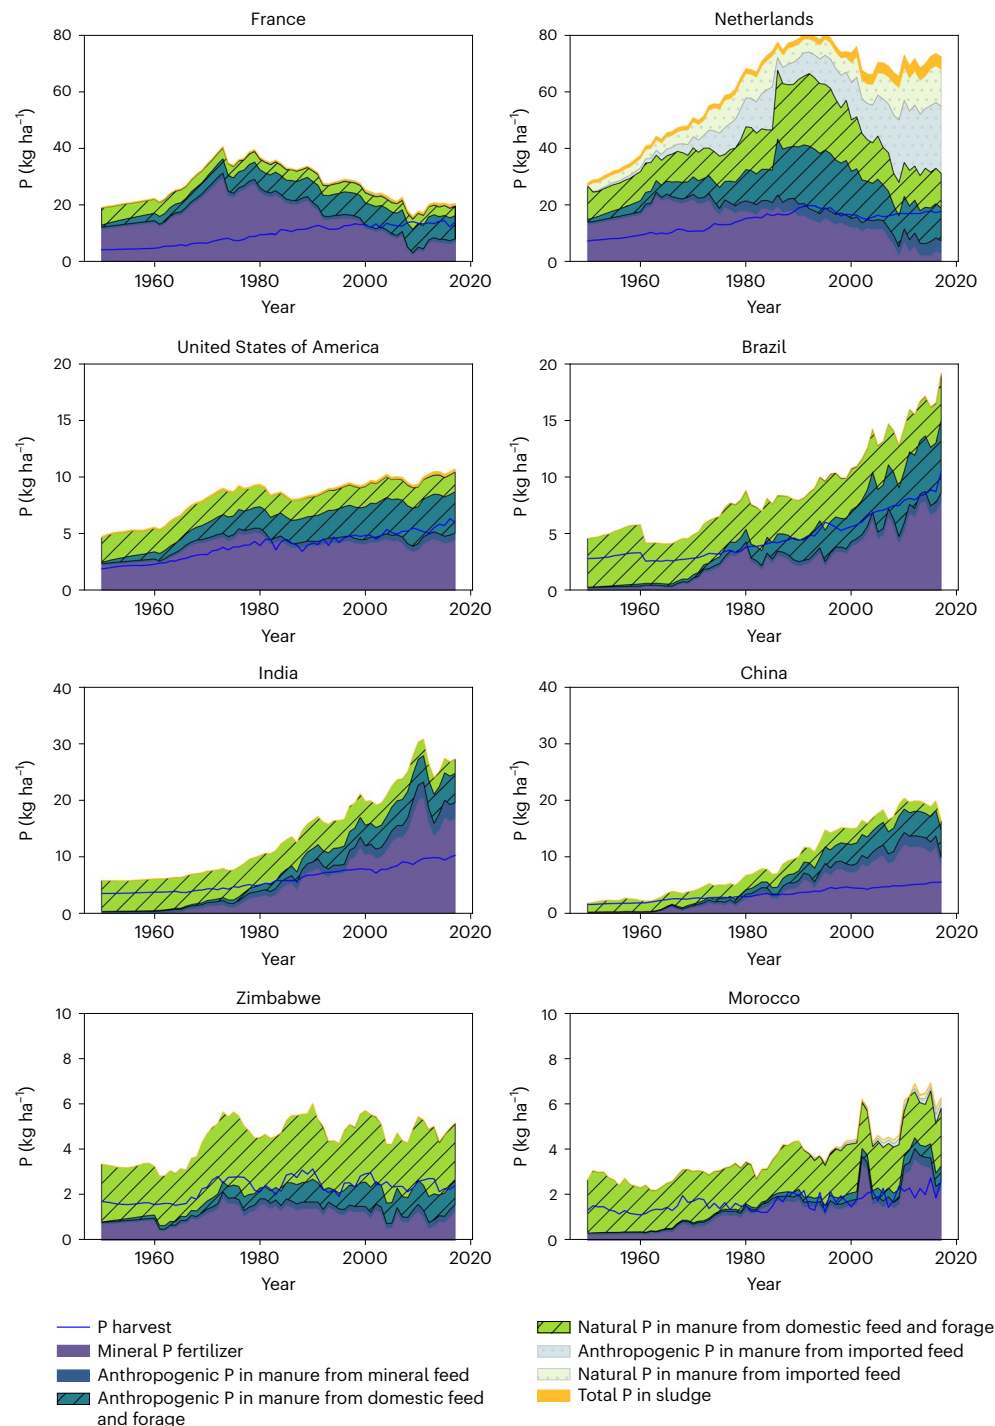 France
80
60
40
20
0
P (kg ha⁻¹)
1960
1980
2000
2020
Year
Netherlands
80
60
40
20
0
P (kg ha⁻¹)
1960
1980
2000
2020
Year
United States of America
20
15
10
5
0
P (kg ha⁻¹)
1960
1980
2000
2020
Year
Brazil
20
15
10
5
0
P (kg ha⁻¹)
1960
1980
2000
2020
Year
India
40
30
20
10
0
P (kg ha⁻¹)
1960
1980
2000
2020
Year
China
40
30
20
10
0
P (kg ha⁻¹)
1960
1980
2000
2020
Year
Zimbabwe
10
8
6
4
2
0
P (kg ha⁻¹)
1960
1980
2000
2020
Year
Morocco
10
8
6
4
2
0
P (kg ha⁻¹)
1960
1980
2000
2020
Year
P harvest
Mineral P fertilizer
Anthropogenic P in manure from mineral feed
Anthropogenic P in manure from domestic feed
and forage
Natural P in manure from domestic feed and forage
Anthropogenic P in manure from imported feed
Natural P in manure from imported feed
Total P in sludge